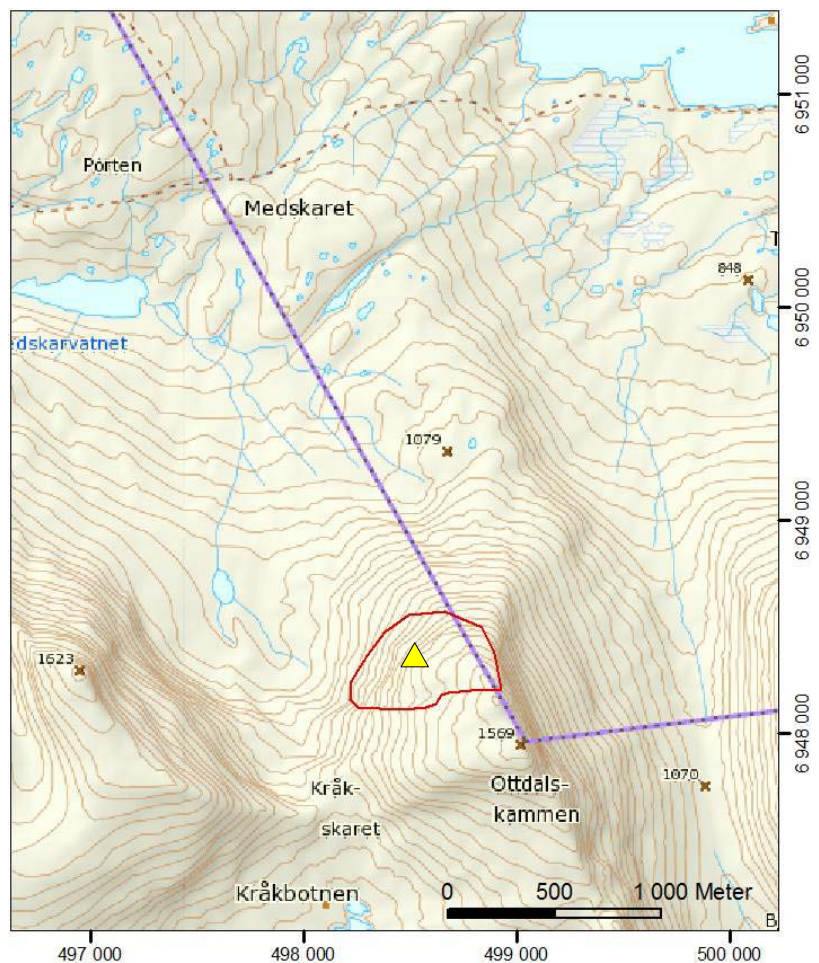 6 951 000
Pórten
Medskaret
T
848
6 950 000
dskarvatnet
1079
6 949 000
1623
1569
6 948 000
Kråk-
skaret
Ottdals-
kammen
1070
Kråkbotnen
0 500 1 000 Meter
B
497 000 498 000 499 000 500 000